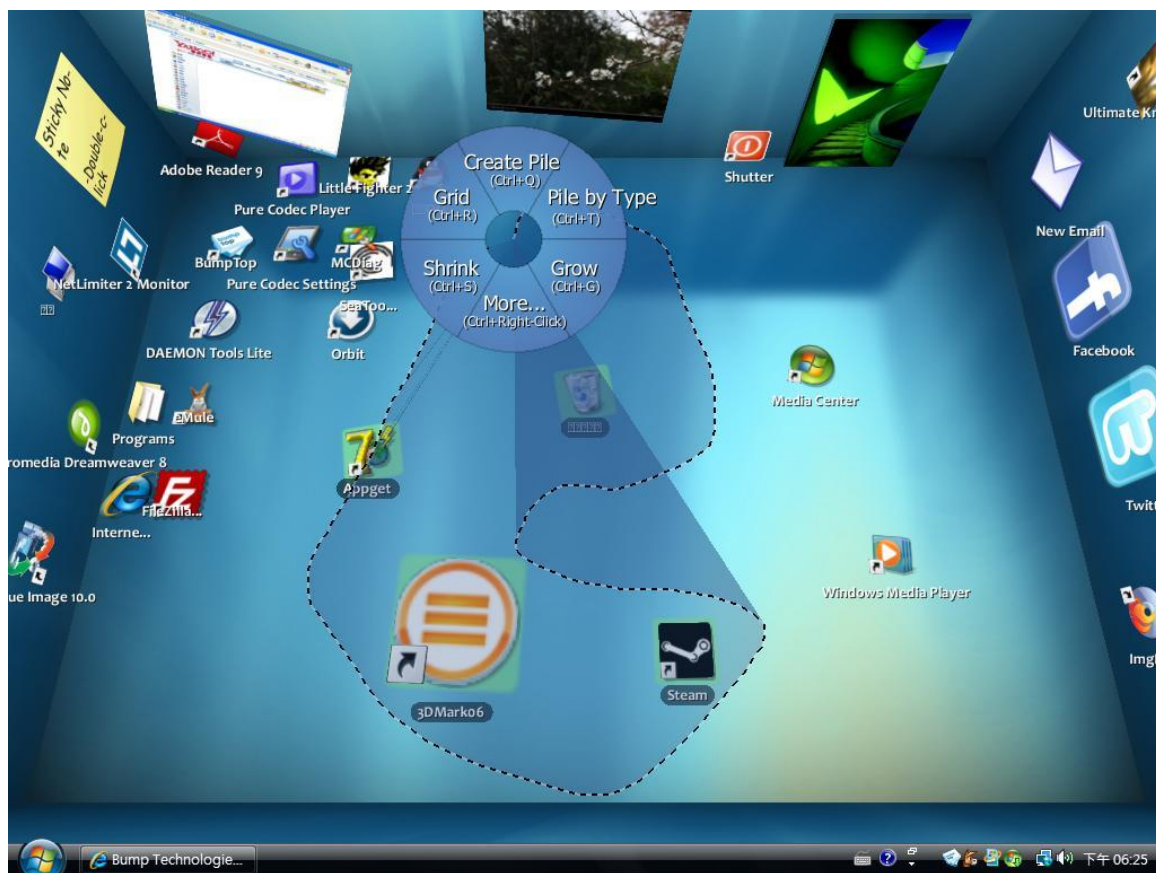 Sticky No-
te
-Double-c-
lick
Adobe Reader 9
Pure Codec Player
Little Fighter 2
BumpTop
Pure Codec Settings
MCDiag
SeaToo...
NetLimiter 2 Monitor
DAEMON Tools Lite
Orbit
Programs
eMule
romedia Dreamweaver 8
Interne...
FileZilla...
ue Image 10.0
Create Pile
(Ctrl+Q)
Grid
(Ctrl+R)
Pile by Type
(Ctrl+T)
Shrink
(Ctrl+S)
Grow
(Ctrl+G)
More...
(Ctrl+Right-Click)
Appget
3DMark06
Steam
Shutter
Media Center
Windows Media Player
Ultimate Kr
New Email
Facebook
Twitt
Imgl
Bump Technologie...
下午 06:25